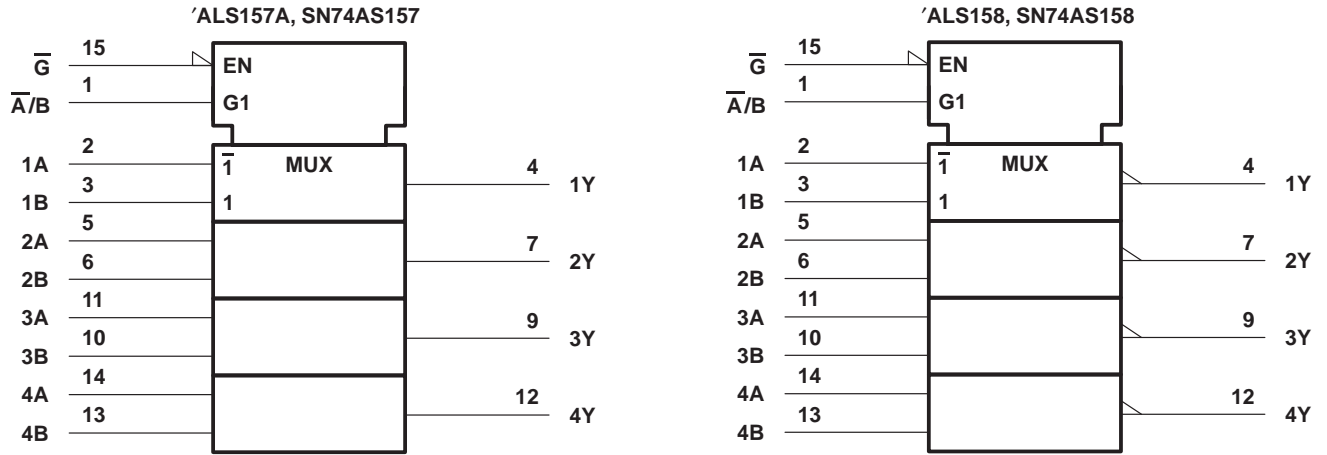 ′ALS157A, SN74AS157
G̅ 15 EN
A̅/B 1 G1
1A 2 1̅ MUX 4 1Y
1B 3 1
2A 5
2B 6 7 2Y
3A 11
3B 10 9 3Y
4A 14
4B 13 12 4Y
′ALS158, SN74AS158
G̅ 15 EN
A̅/B 1 G1
1A 2 1̅ MUX 4 1Y
1B 3 1
2A 5
2B 6 7 2Y
3A 11
3B 10 9 3Y
4A 14
4B 13 12 4Y